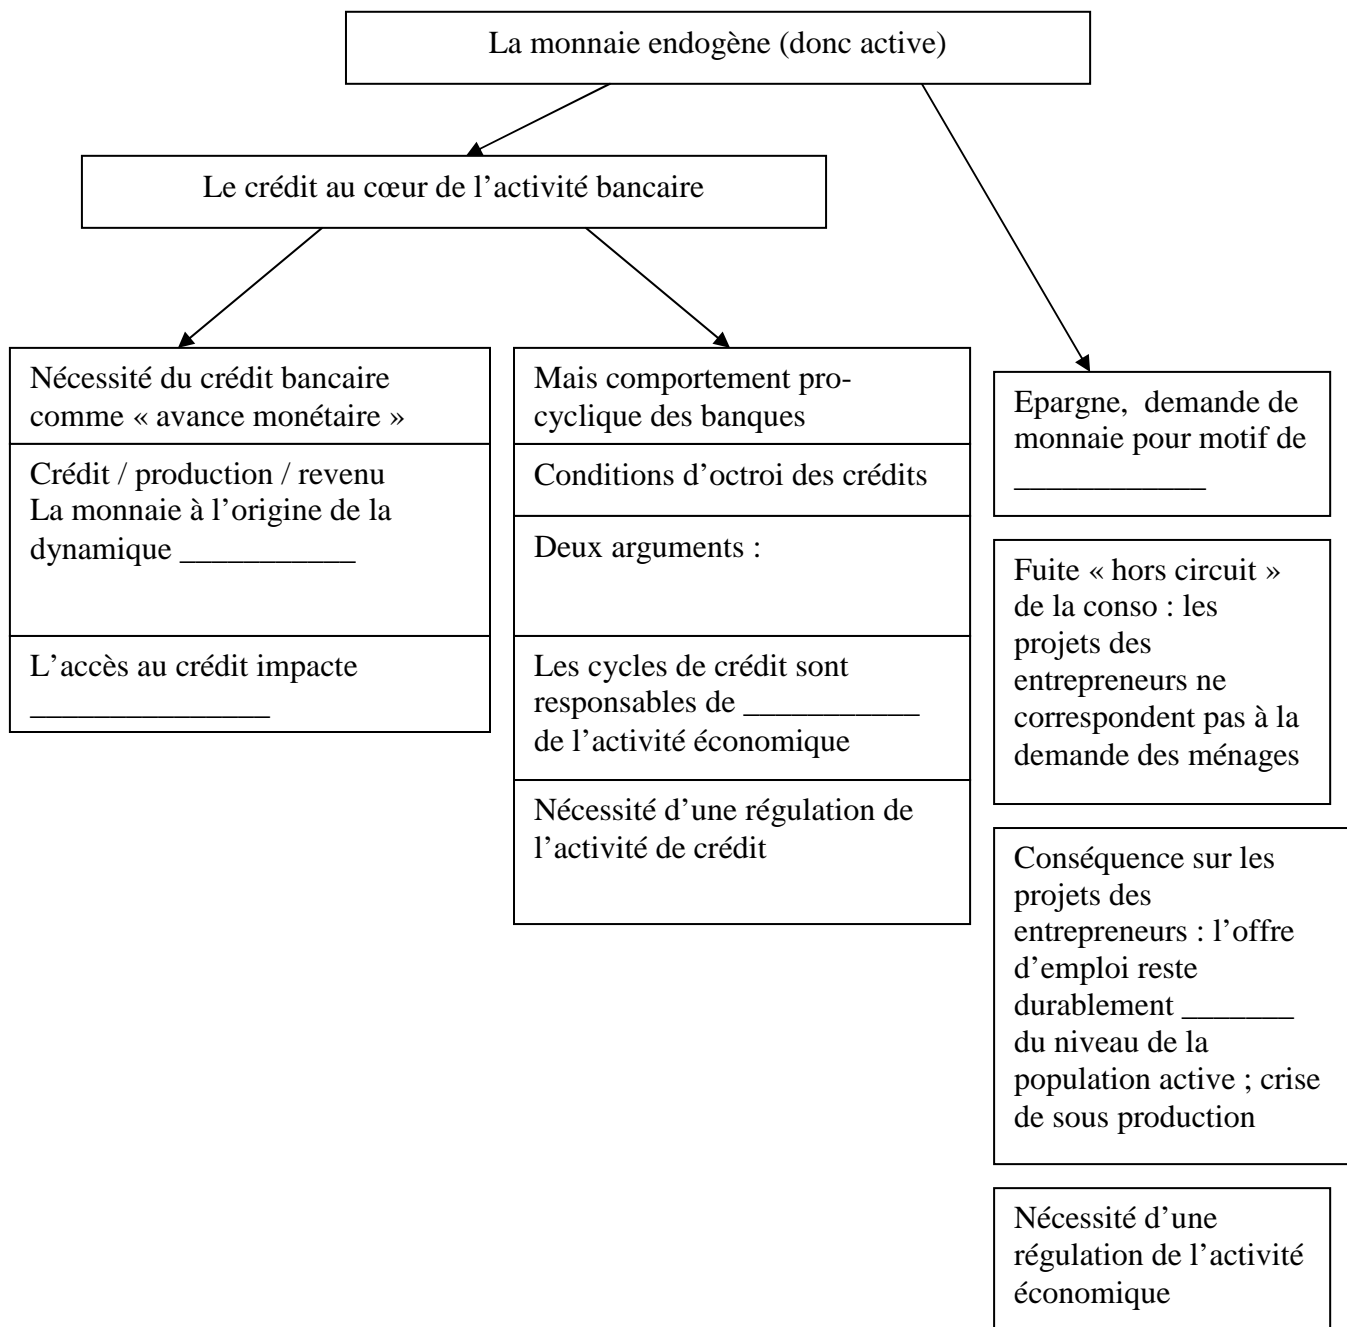 La monnaie endogène (donc active)
Le crédit au cœur de l’activité bancaire
Nécessité du crédit bancaire
comme « avance monétaire »
Crédit / production / revenu
La monnaie à l’origine de la
dynamique ___________
L’accès au crédit impacte
_______________
Mais comportement pro-
cyclique des banques
Conditions d’octroi des crédits
Deux arguments :
Les cycles de crédit sont
responsables de ___________
de l’activité économique
Nécessité d’une régulation de
l’activité de crédit
Epargne,  demande de
monnaie pour motif de
____________
Fuite « hors circuit »
de la conso : les
projets des
entrepreneurs ne
correspondent pas à la
demande des ménages
Conséquence sur les
projets des
entrepreneurs : l’offre
d’emploi reste
durablement _______
du niveau de la
population active ; crise
de sous production
Nécessité d’une
régulation de l’activité
économique